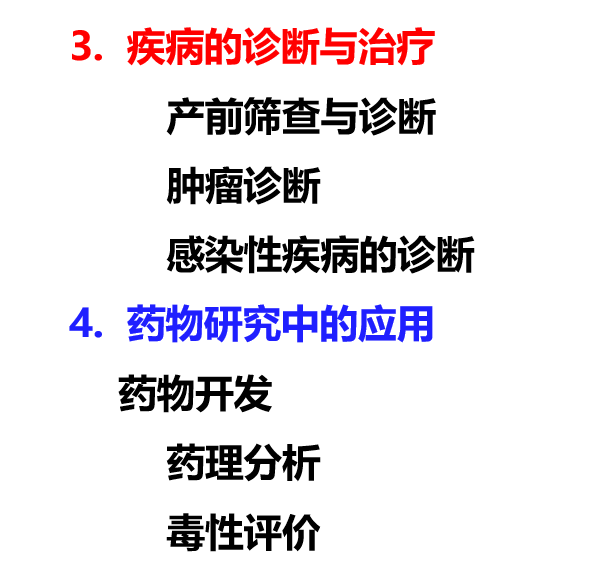 3. 疾病的诊断与治疗
产前筛查与诊断
肿瘤诊断
感染性疾病的诊断
4. 药物研究中的应用
药物开发
药理分析
毒性评价